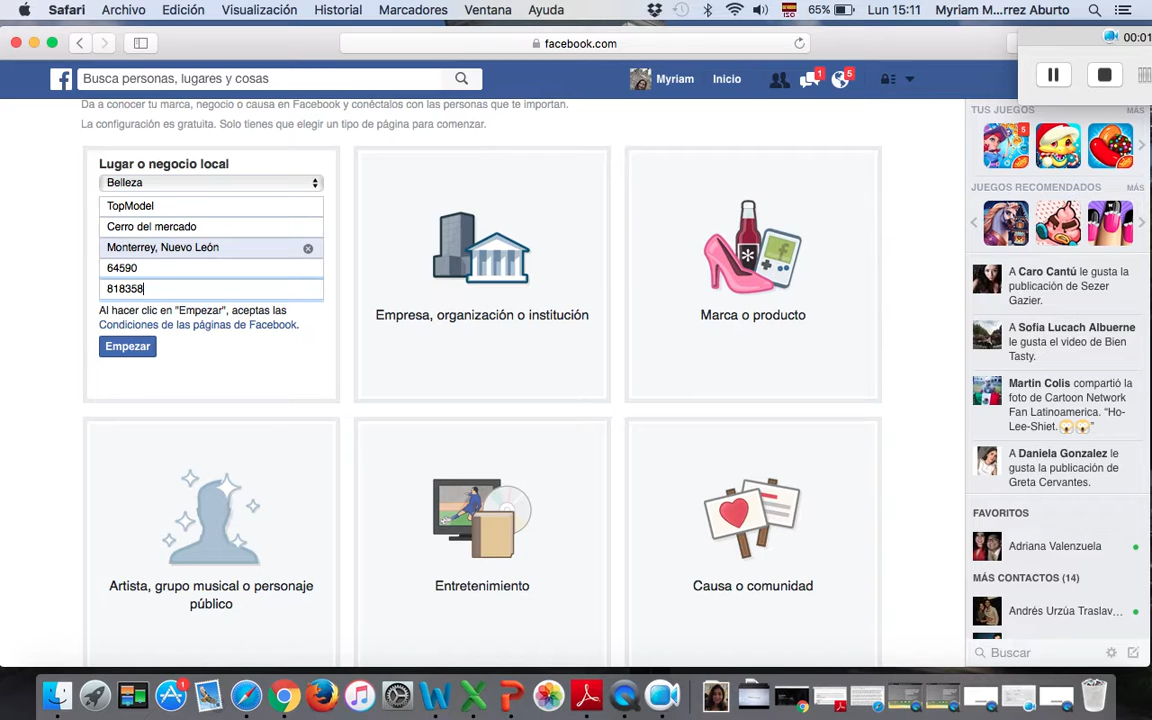 Safari Archivo Edición Visualización Historial Marcadores Ventana Ayuda 65% ISO Lun 15:11 Myriam M...rrez Aburto
facebook.com
00:01
Busca personas, lugares y cosas
Myriam Inicio 1 5
Da a conocer tu marca, negocio o causa en Facebook y conéctalos con las personas que te importan.
La configuración es gratuita. Solo tienes que elegir un tipo de página para comenzar.
Lugar o negocio local
Belleza
TopModel
Cerro del mercado
Monterrey, Nuevo León
64590
818358
Al hacer clic en "Empezar", aceptas las
Condiciones de las páginas de Facebook.
Empezar
Empresa, organización o institución
Marca o producto
Artista, grupo musical o personaje
público
Entretenimiento
Causa o comunidad
TUS JUEGOS MÁS
5
JUEGOS RECOMENDADOS MÁS
A Caro Cantú le gusta la
publicación de Sezer
Gazier.
A Sofia Lucach Albuerne
le gusta el video de Bien
Tasty.
Martin Colis compartió la
foto de Cartoon Network
Fan Latinoamerica. "Ho-
Lee-Shiet.😱😱"
A Daniela Gonzalez le
gusta la publicación de
Greta Cervantes.
FAVORITOS
Adriana Valenzuela
MÁS CONTACTOS (14)
Andrés Urzúa Traslav...
Buscar
1